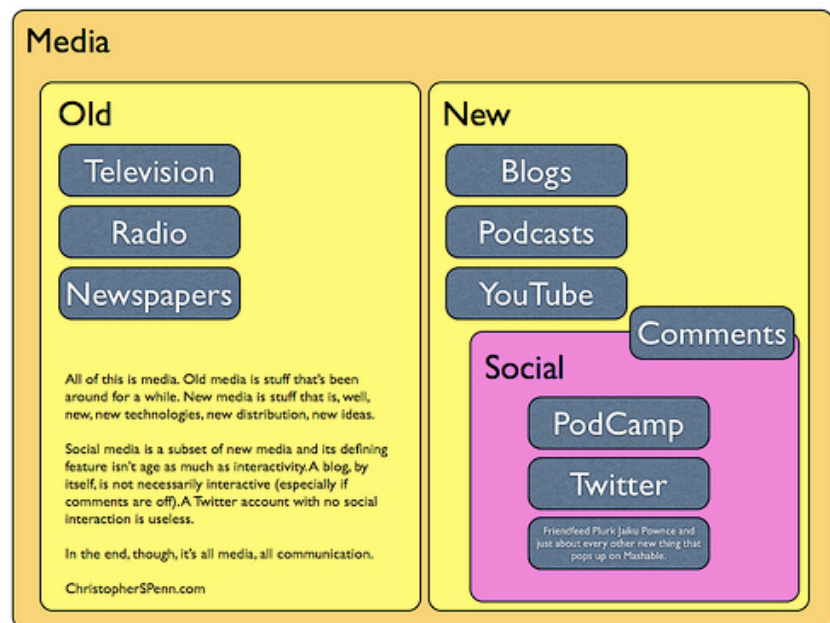 Media
Old
Television
Radio
Newspapers
All of this is media. Old media is stuff that's been
around for a while. New media is stuff that is, well,
new, new technologies, new distribution, new ideas.
Social media is a subset of new media and its defining
feature isn't age as much as interactivity. A blog, by
itself, is not necessarily interactive (especially if
comments are off). A Twitter account with no social
interaction is useless.
In the end, though, it's all media, all communication.
ChristopherSPenn.com
New
Blogs
Podcasts
YouTube
Comments
Social
PodCamp
Twitter
Friendfeed Plurk Jaiku Pownce and
just about every other new thing that
pops up on Mashable.